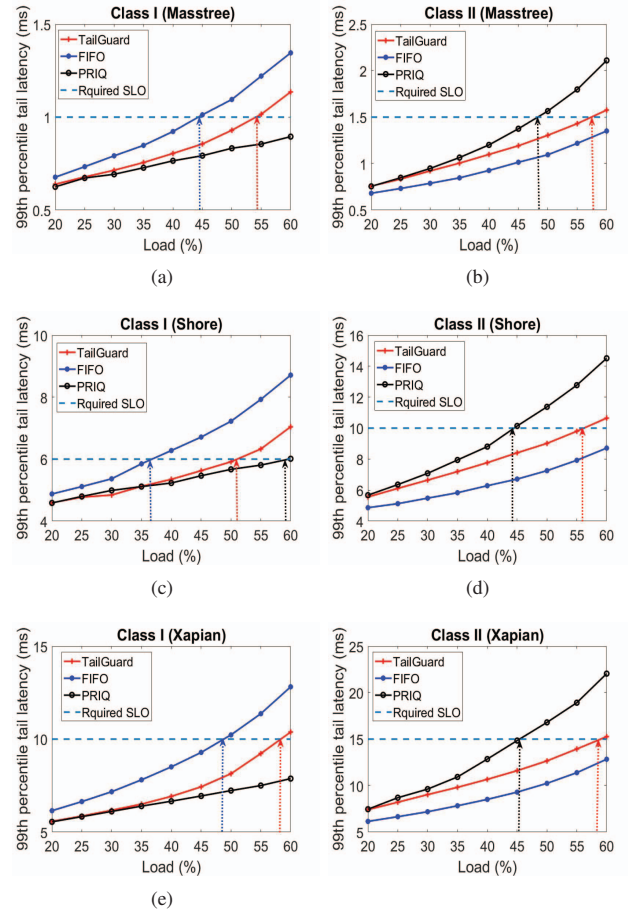 Class I (Masstree)
99th percentile tail latency (ms)
1.5
1
0.5
TailGuard
FIFO
PRIQ
Rquired SLO
20 25 30 35 40 45 50 55 60
Load (%)
(a)
Class II (Masstree)
99th percentile tail latency (ms)
2.5
2
1.5
1
0.5
TailGuard
FIFO
PRIQ
Rquired SLO
20 25 30 35 40 45 50 55 60
Load (%)
(b)
Class I (Shore)
99th percentile tail latency (ms)
10
8
6
4
TailGuard
FIFO
PRIQ
Rquired SLO
20 25 30 35 40 45 50 55 60
Load (%)
(c)
Class II (Shore)
99th percentile tail latency (ms)
16
14
12
10
8
6
4
TailGuard
FIFO
PRIQ
Rquired SLO
20 25 30 35 40 45 50 55 60
Load (%)
(d)
Class I (Xapian)
99th percentile tail latency (ms)
15
10
5
TailGuard
FIFO
PRIQ
Rquired SLO
20 25 30 35 40 45 50 55 60
Load (%)
(e)
Class II (Xapian)
99th percentile tail latency (ms)
25
20
15
10
5
TailGuard
FIFO
PRIQ
Rquired SLO
20 25 30 35 40 45 50 55 60
Load (%)